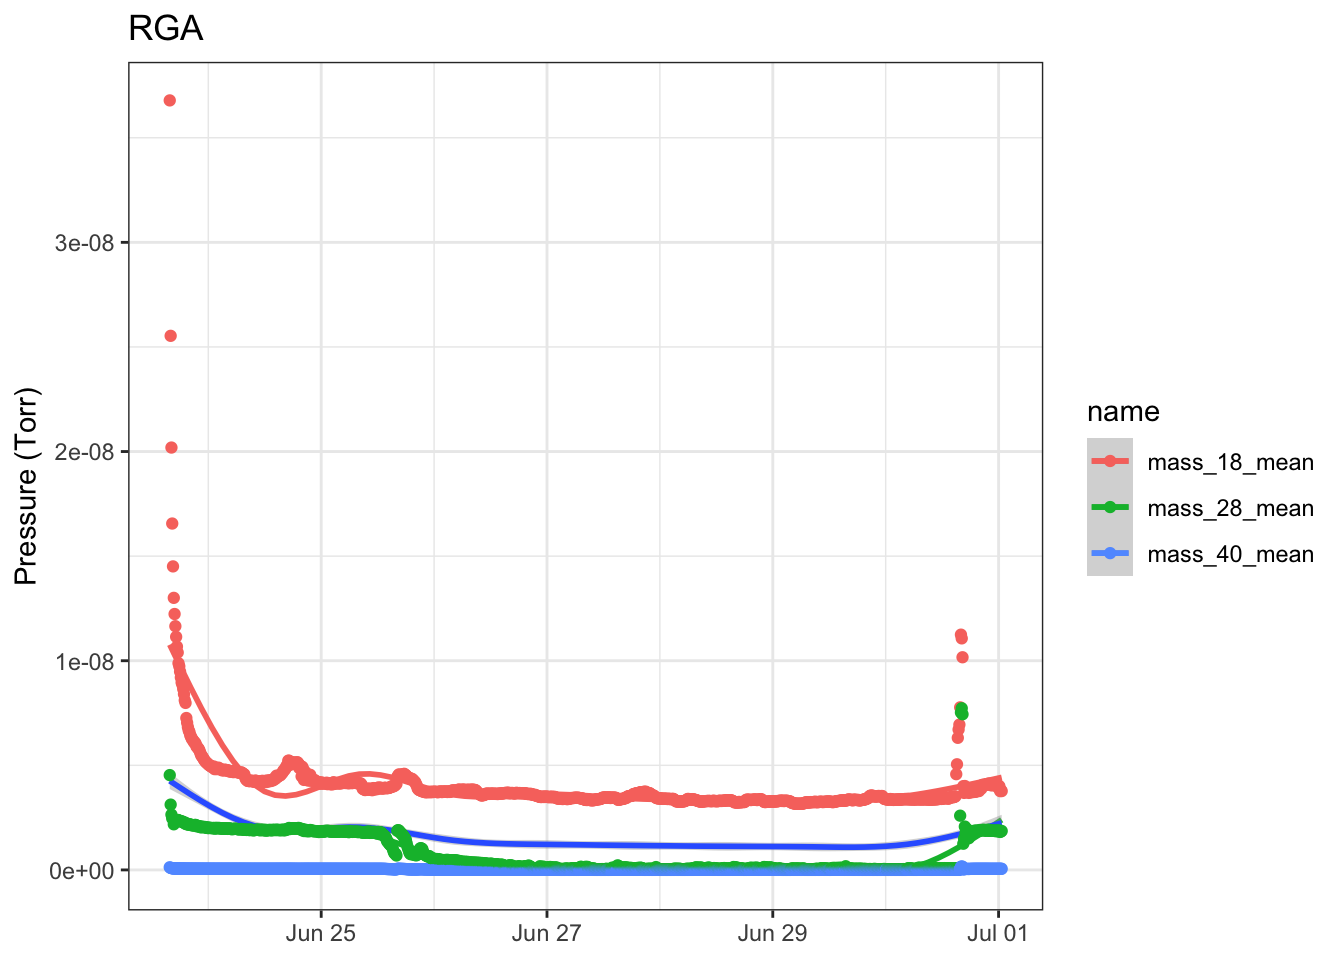 RGA
Pressure (Torr)
3e-08
2e-08
1e-08
0e+00
Jun 25
Jun 27
Jun 29
Jul 01
name
mass_18_mean
mass_28_mean
mass_40_mean